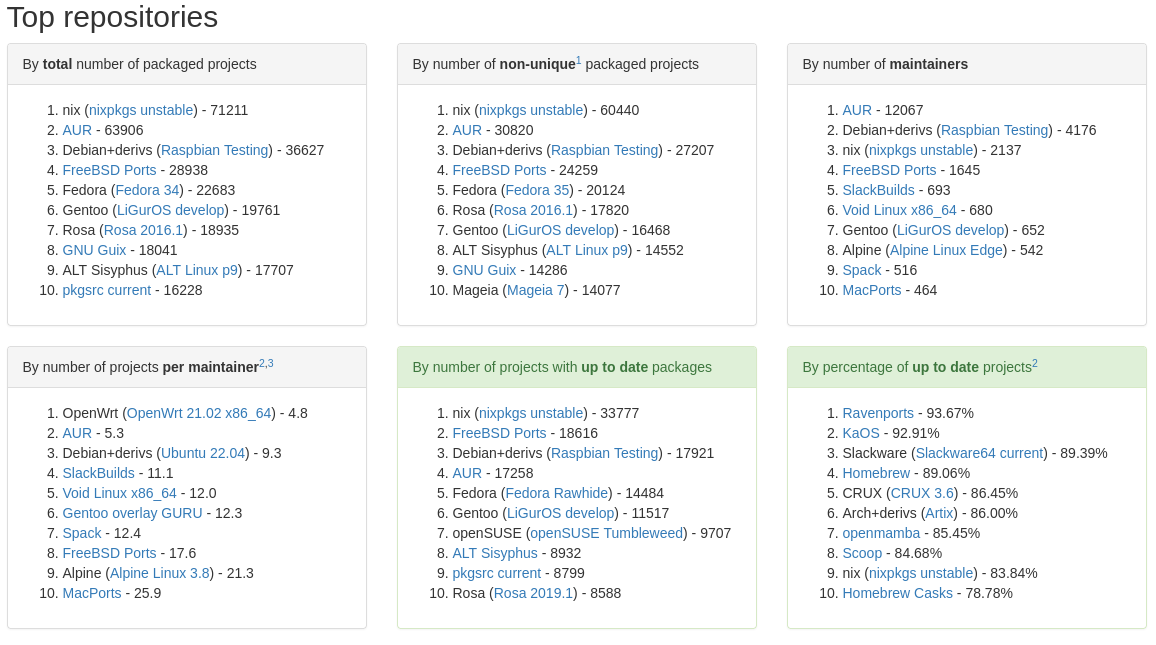 Top repositories
By total number of packaged projects
1. nix (nixpkgs unstable) - 71211
2. AUR - 63906
3. Debian+derivs (Raspbian Testing) - 36627
4. FreeBSD Ports - 28938
5. Fedora (Fedora 34) - 22683
6. Gentoo (LiGurOS develop) - 19761
7. Rosa (Rosa 2016.1) - 18935
8. GNU Guix - 18041
9. ALT Sisyphus (ALT Linux p9) - 17707
10. pkgsrc current - 16228
By number of non-unique1 packaged projects
1. nix (nixpkgs unstable) - 60440
2. AUR - 30820
3. Debian+derivs (Raspbian Testing) - 27207
4. FreeBSD Ports - 24259
5. Fedora (Fedora 35) - 20124
6. Rosa (Rosa 2016.1) - 17820
7. Gentoo (LiGurOS develop) - 16468
8. ALT Sisyphus (ALT Linux p9) - 14552
9. GNU Guix - 14286
10. Mageia (Mageia 7) - 14077
By number of maintainers
1. AUR - 12067
2. Debian+derivs (Raspbian Testing) - 4176
3. nix (nixpkgs unstable) - 2137
4. FreeBSD Ports - 1645
5. SlackBuilds - 693
6. Void Linux x86_64 - 680
7. Gentoo (LiGurOS develop) - 652
8. Alpine (Alpine Linux Edge) - 542
9. Spack - 516
10. MacPorts - 464
By number of projects per maintainer2,3
1. OpenWrt (OpenWrt 21.02 x86_64) - 4.8
2. AUR - 5.3
3. Debian+derivs (Ubuntu 22.04) - 9.3
4. SlackBuilds - 11.1
5. Void Linux x86_64 - 12.0
6. Gentoo overlay GURU - 12.3
7. Spack - 12.4
8. FreeBSD Ports - 17.6
9. Alpine (Alpine Linux 3.8) - 21.3
10. MacPorts - 25.9
By number of projects with up to date packages
1. nix (nixpkgs unstable) - 33777
2. FreeBSD Ports - 18616
3. Debian+derivs (Raspbian Testing) - 17921
4. AUR - 17258
5. Fedora (Fedora Rawhide) - 14484
6. Gentoo (LiGurOS develop) - 11517
7. openSUSE (openSUSE Tumbleweed) - 9707
8. ALT Sisyphus - 8932
9. pkgsrc current - 8799
10. Rosa (Rosa 2019.1) - 8588
By percentage of up to date projects2
1. Ravenports - 93.67%
2. KaOS - 92.91%
3. Slackware (Slackware64 current) - 89.39%
4. Homebrew - 89.06%
5. CRUX (CRUX 3.6) - 86.45%
6. Arch+derivs (Artix) - 86.00%
7. openmamba - 85.45%
8. Scoop - 84.68%
9. nix (nixpkgs unstable) - 83.84%
10. Homebrew Casks - 78.78%